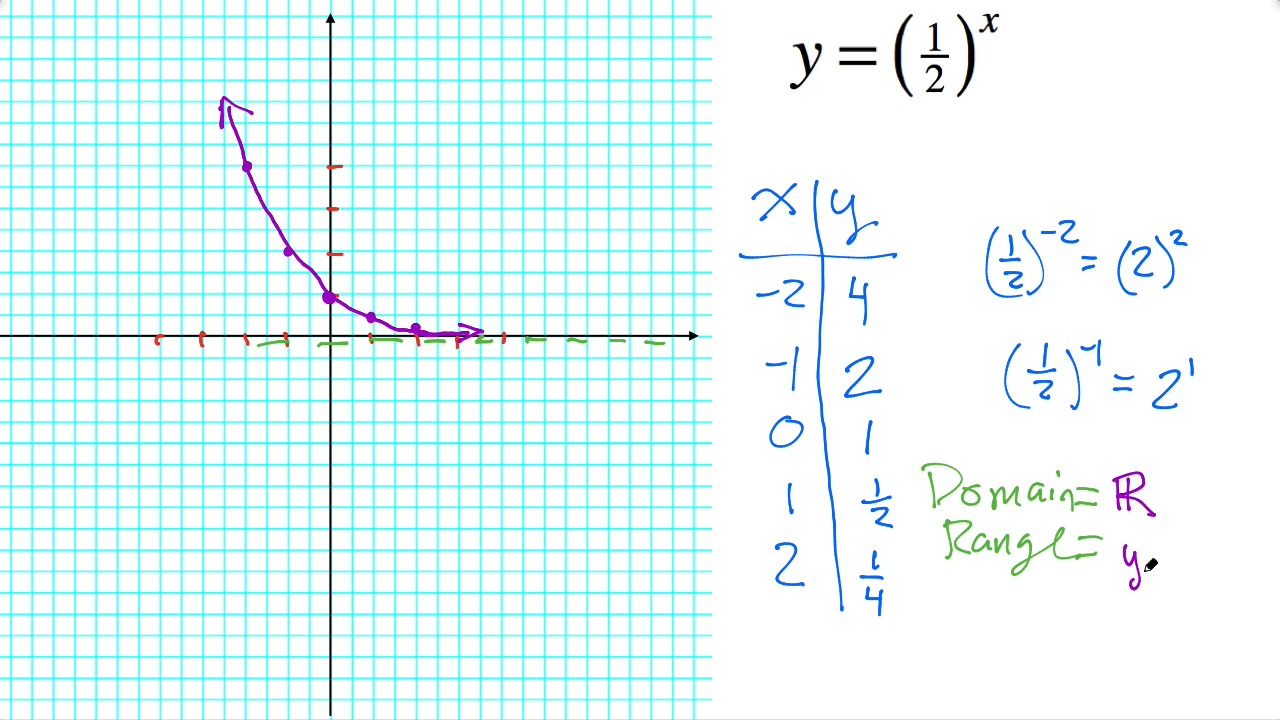 y = (1/2)^x
x | y
-2 | 4
-1 | 2
0 | 1
1 | 1/2
2 | 1/4
(1/2)^-2 = (2)^2
(1/2)^-1 = 2^1
Domain = ℝ
Range = y